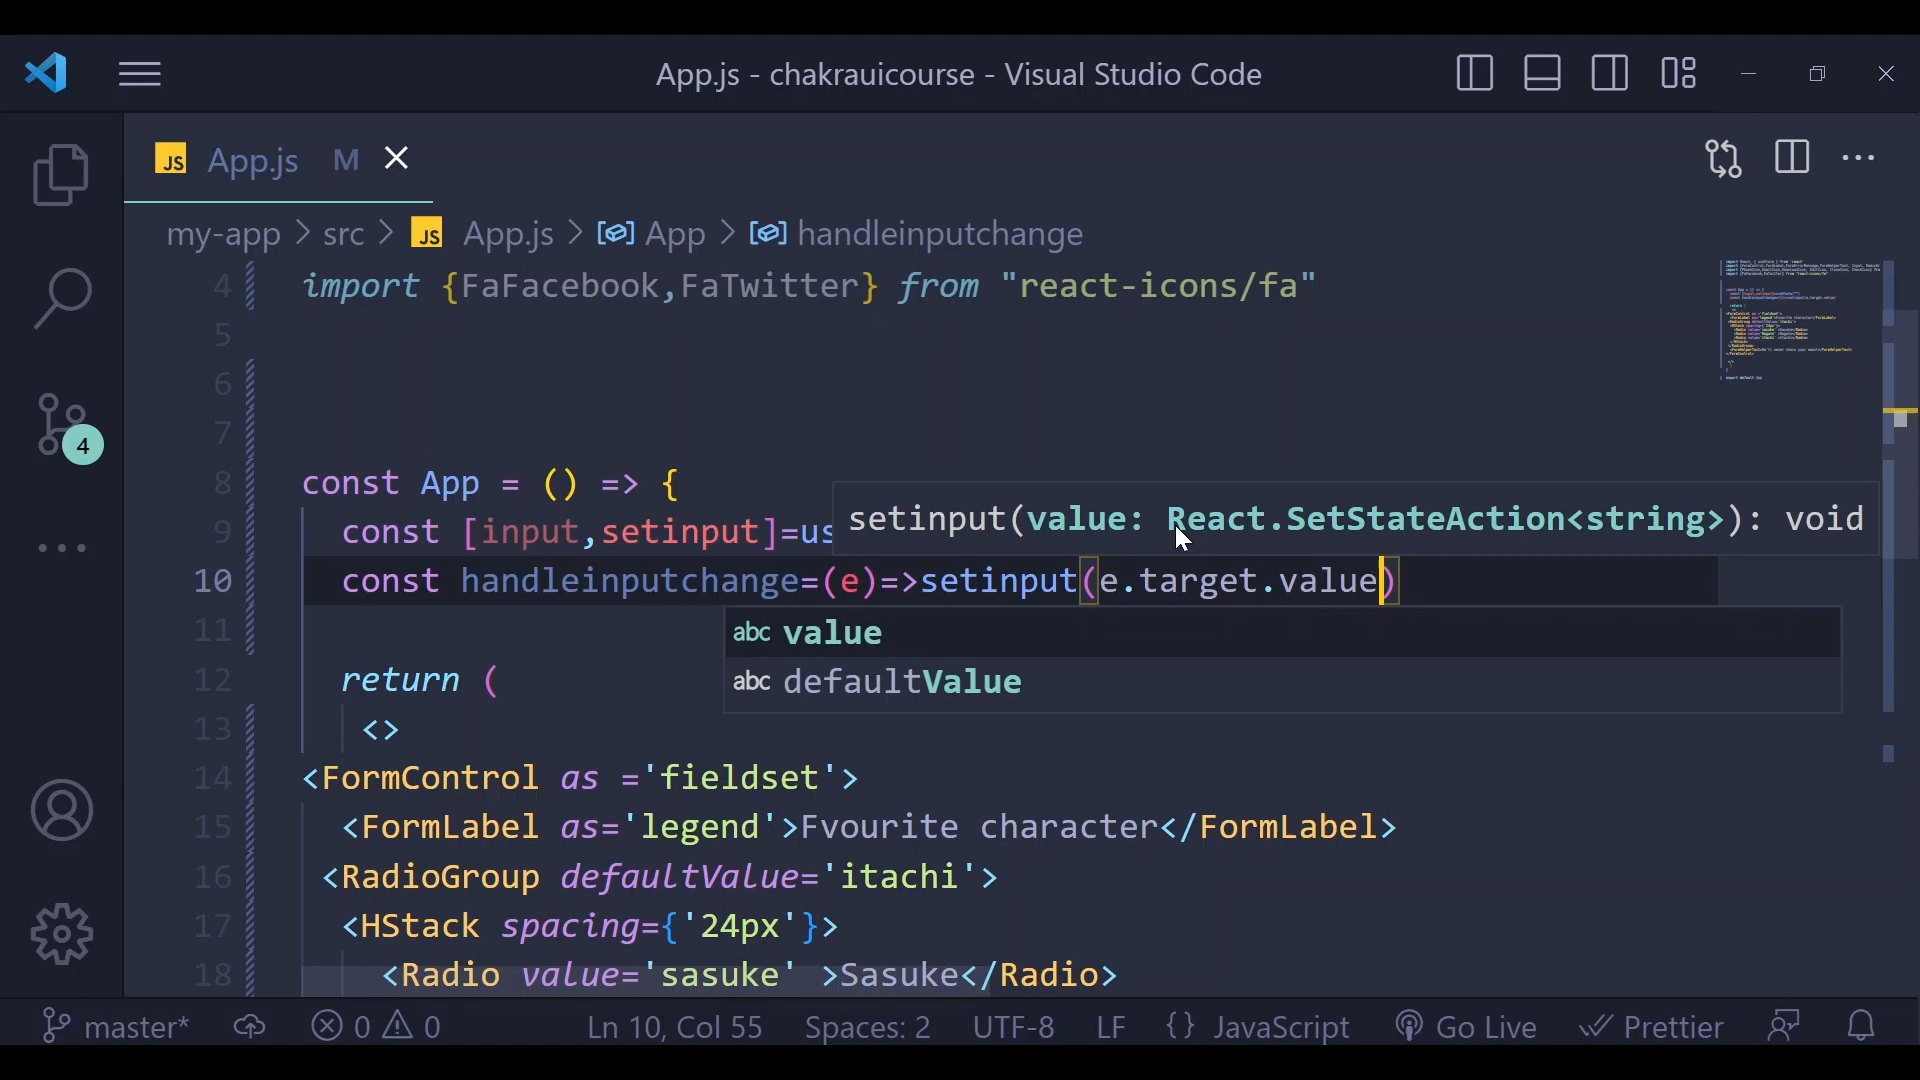 App.js - chakrauicourse - Visual Studio Code
JS App.js M
my-app > src > JS App.js > App > handleinputchange
4 import {FaFacebook,FaTwitter} from "react-icons/fa"
5
6
7
8 const App = () => {
setinput(value: React.SetStateAction<string>): void
9 const [input,setinput]=us
10 const handleinputchange=(e)=>setinput(e.target.value)
11
abc value
12 return (
abc defaultValue
13 <>
14 <FormControl as ='fieldset'>
15 <FormLabel as='legend'>Fvourite character</FormLabel>
16 <RadioGroup defaultValue='itachi'>
17 <HStack spacing={'24px'}>
18 <Radio value='sasuke' >Sasuke</Radio>
4
master* 0 0 Ln 10, Col 55 Spaces: 2 UTF-8 LF {} JavaScript Go Live Prettier